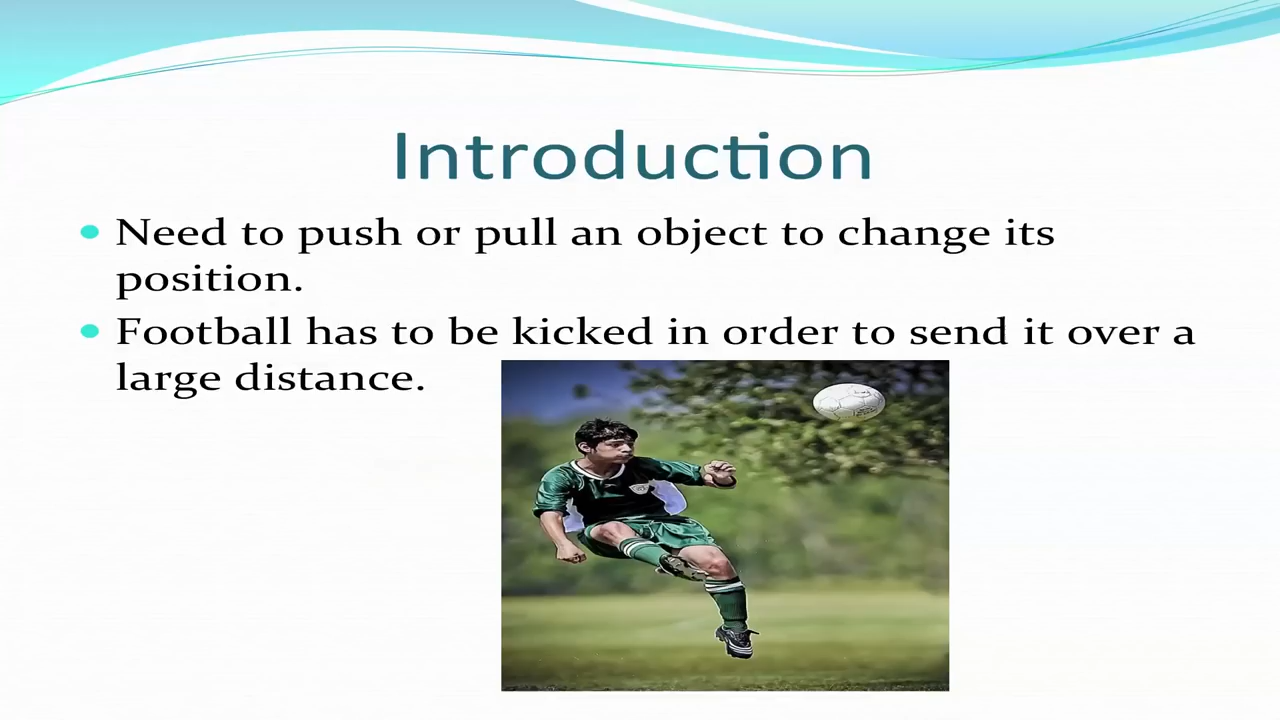 Introduction
Need to push or pull an object to change its
position.
Football has to be kicked in order to send it over a
large distance.